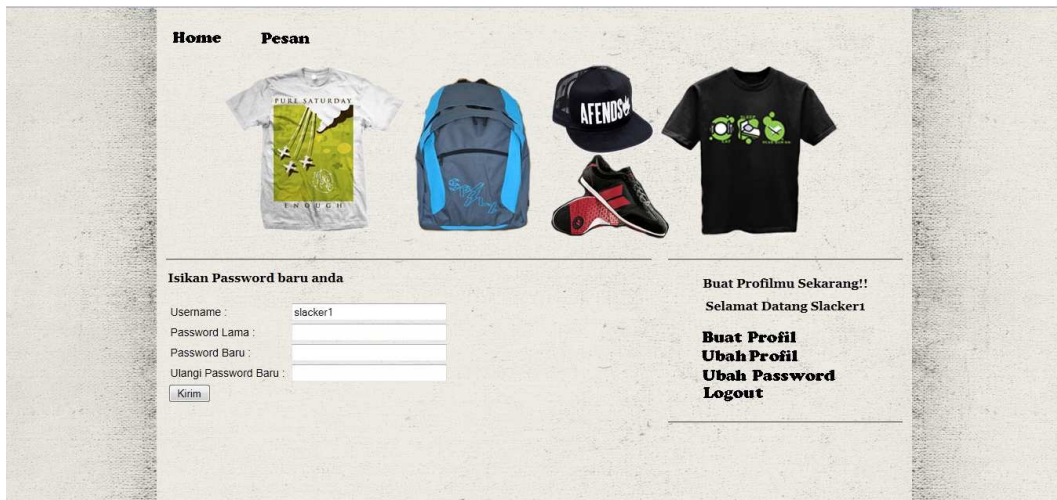 Home Pesan
PURE SATURDAY
ENOUGH
AFENDS
Isikan Password baru anda
Username : slacker1
Password Lama :
Password Baru :
Ulangi Password Baru :
Kirim
Buat Profilmu Sekarang!!
Selamat Datang Slacker1
Buat Profil
Ubah Profil
Ubah Password
Logout